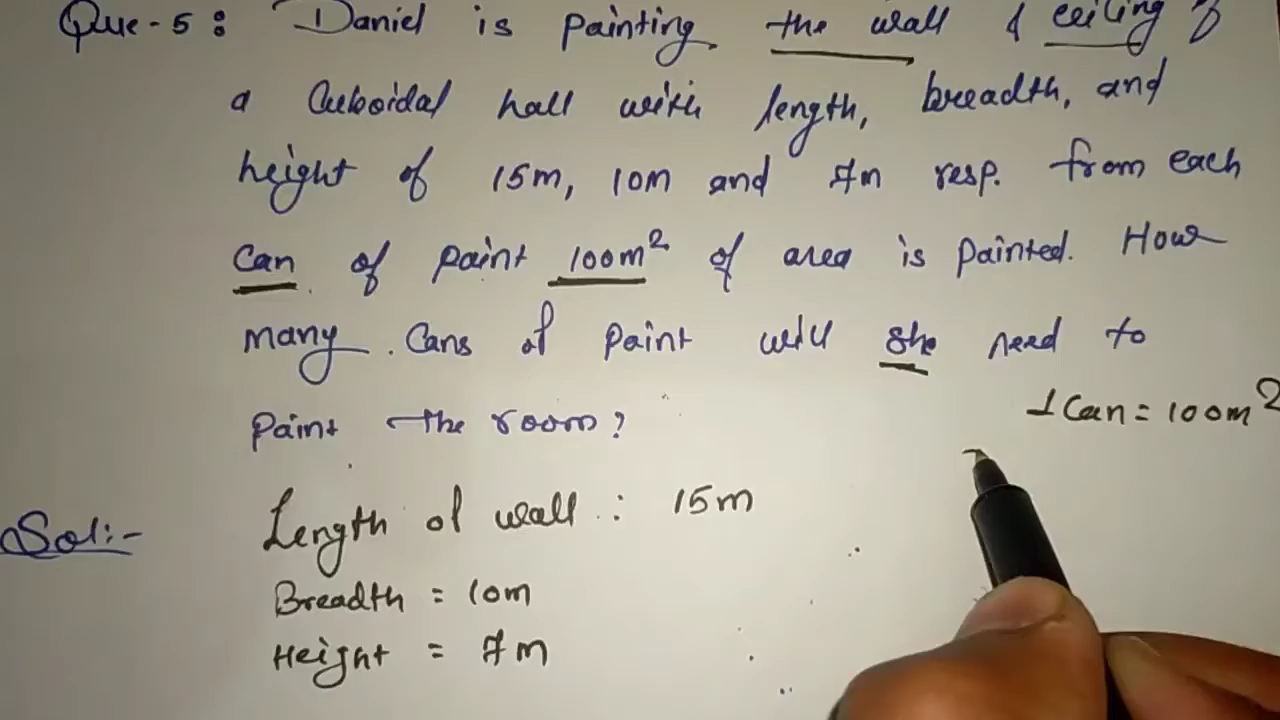 Que-5: Daniel is painting the wall & ceiling of
a Cuboidal hall with length, breadth, and
height of 15m, 10m and 7m resp. from each
Can of paint 100m² of area is painted. How
many Cans of paint will she need to
paint the room?
1 Can = 100m²
Sol:- Length of wall : 15m
Breadth = 10m
Height = 7m